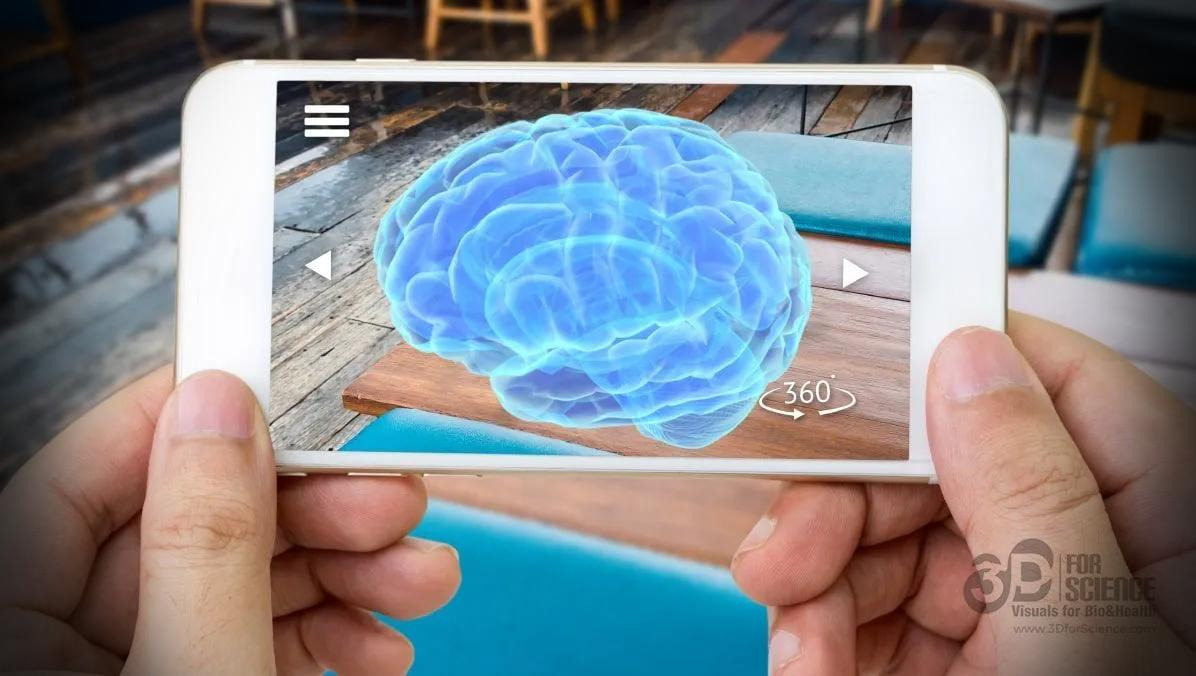 360°
3D FOR
SCIENCE
Visuals for Bio&Health
www.3DforScience.com